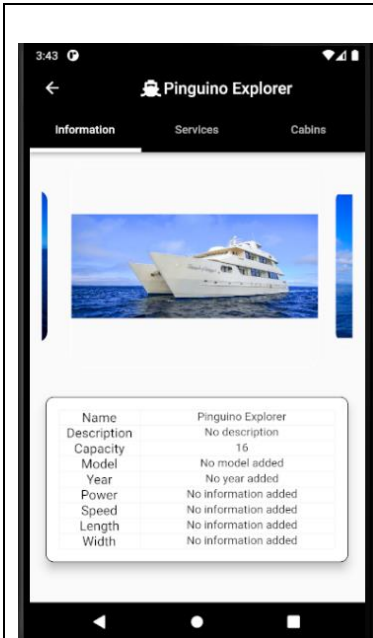 3:43
Pinguino Explorer
Information Services Cabins
Name Pinguino Explorer
Description No description
Capacity 16
Model No model added
Year No year added
Power No information added
Speed No information added
Length No information added
Width No information added